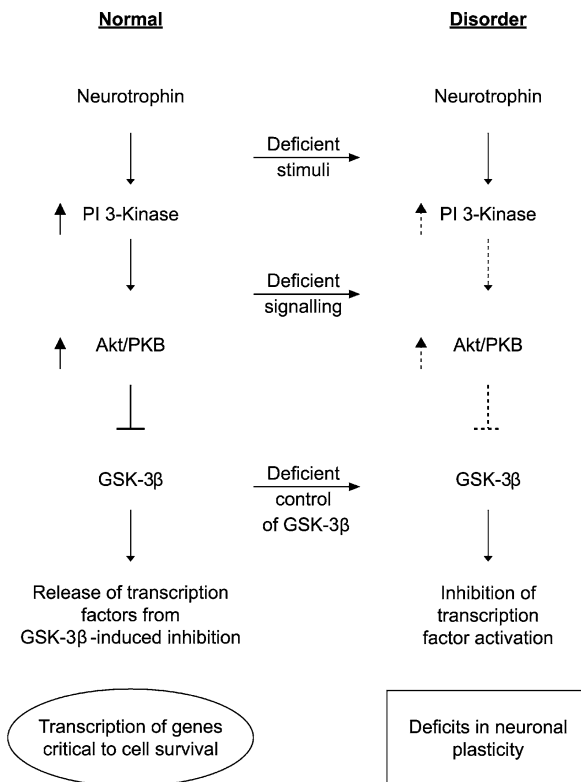 Normal
Disorder
Neurotrophin
Neurotrophin
Deficient
stimuli
PI 3-Kinase
PI 3-Kinase
Deficient
signalling
Akt/PKB
Akt/PKB
GSK-3β
Deficient
control
of GSK-3β
GSK-3β
Release of transcription
factors from
GSK-3β-induced inhibition
Inhibition of
transcription
factor activation
Transcription of genes
critical to cell survival
Deficits in neuronal
plasticity